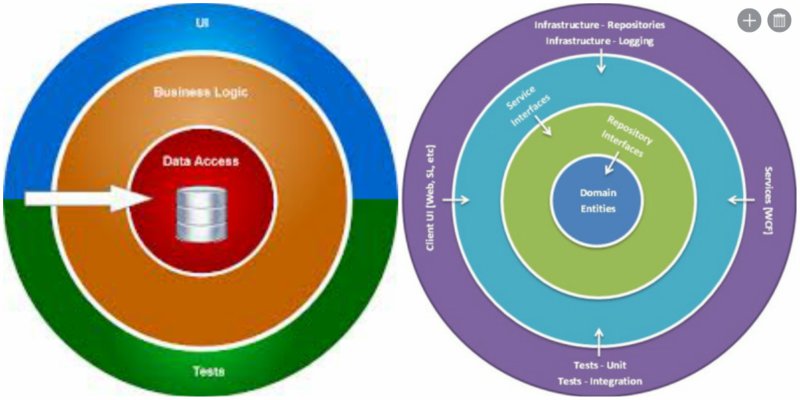 UI
Business Logic
Data Access
Tests
Infrastructure - Repositories
Infrastructure - Logging
Service
Interfaces
Repository
Interfaces
Client UI [Web, SL, etc]
Domain
Entities
Services [WCF]
Tests - Unit
Tests - Integration